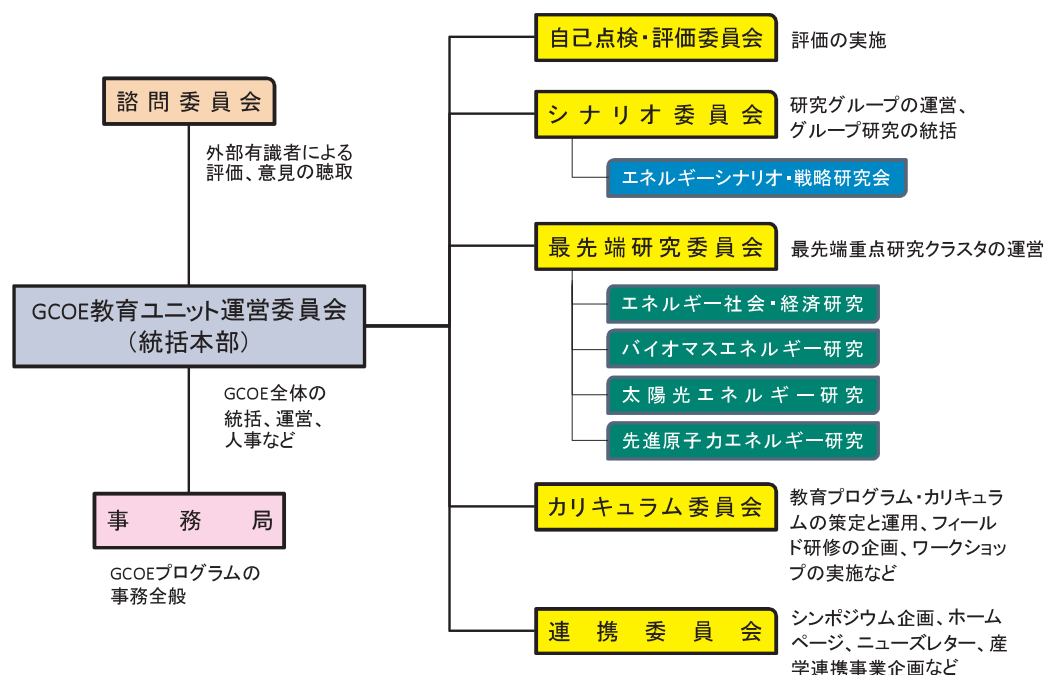 諮問委員会
外部有識者による
評価、意見の聴取
GCOE教育ユニット運営委員会
（統括本部）
GCOE全体の
統括、運営、
人事など
事務局
GCOEプログラムの
事務全般
自己点検・評価委員会
評価の実施
シナリオ委員会
研究グループの運営、
グループ研究の統括
エネルギーシナリオ・戦略研究会
最先端研究委員会
最先端重点研究クラスタの運営
エネルギー社会・経済研究
バイオマスエネルギー研究
太陽光エネルギー研究
先進原子力エネルギー研究
カリキュラム委員会
教育プログラム・カリキュラ
ムの策定と運用、フィール
ド研修の企画、ワークショッ
プの実施など
連携委員会
シンポジウム企画、ホーム
ページ、ニューズレター、産
学連携事業企画など